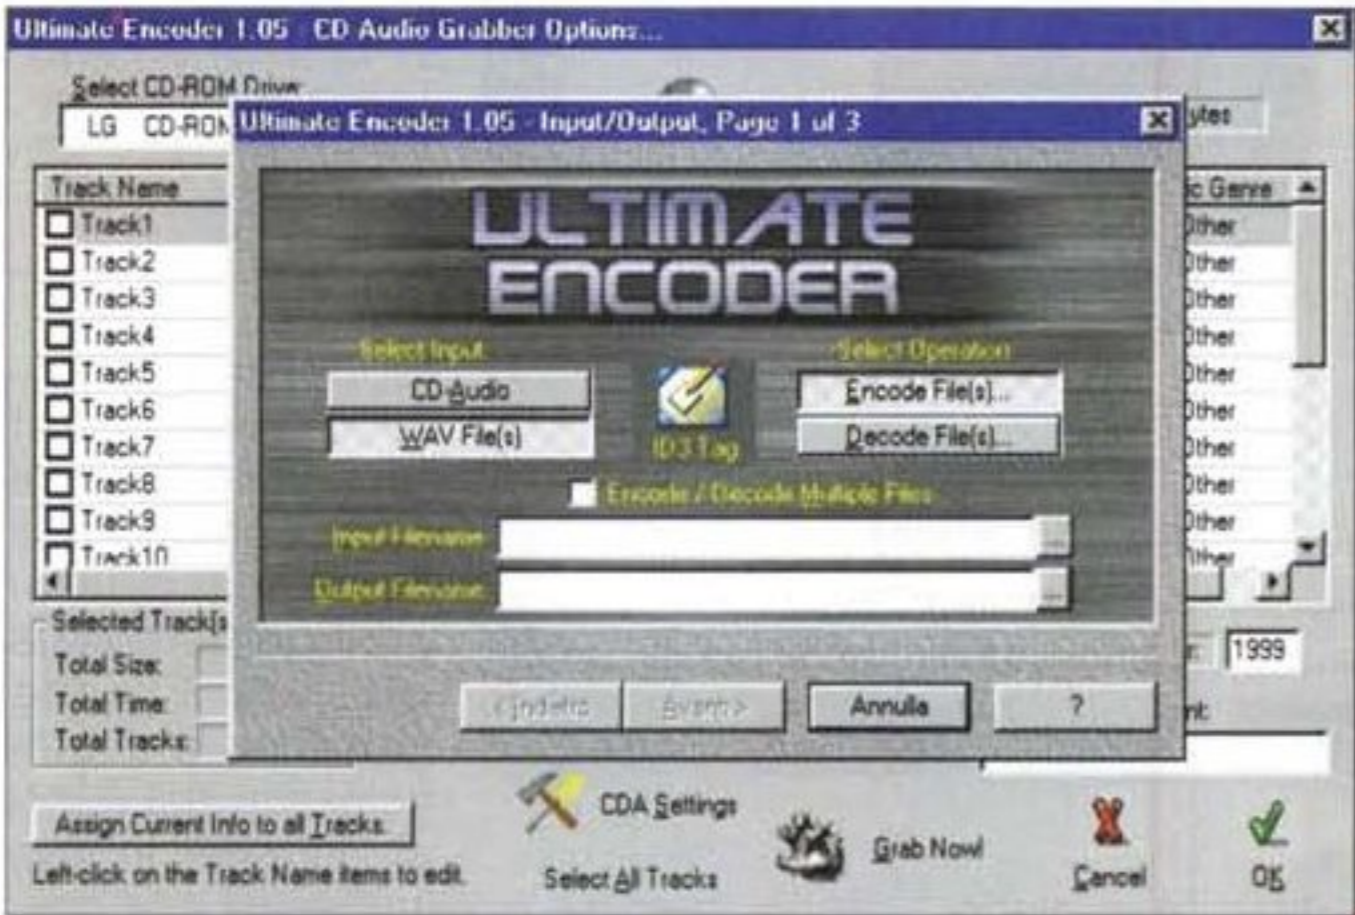 Ultimate Encoder 1.05 - CD Audio Grabber Options...
Select CD-ROM Drive:
LG CD-ROM
ytes
Ultimate Encoder 1.05 - Input/Output, Page 1 of 3
Track Name
c Genre
Track1
Other
Track2
Other
Track3
Other
Track4
Other
Track5
Other
Track6
Other
Track7
Other
Track8
Other
Track9
Other
Track10
Other
ULTIMATE
ENCODER
Select Input
Select Operation
CD-Audio
Encode File(s)...
WAV File(s)
Decode File(s)...
ID3 Tag
Encode / Decode Multiple Files
Input Filename
...
Output Filename
...
< Indietro
Avanti >
Annulla
?
Selected Track(s
Total Size:
Total Time:
Total Tracks:
r:
1999
nt:
Assign Current Info to all Tracks.
Left-click on the Track Name items to edit.
CDA Settings
Select All Tracks
Grab Now!
Cancel
OK